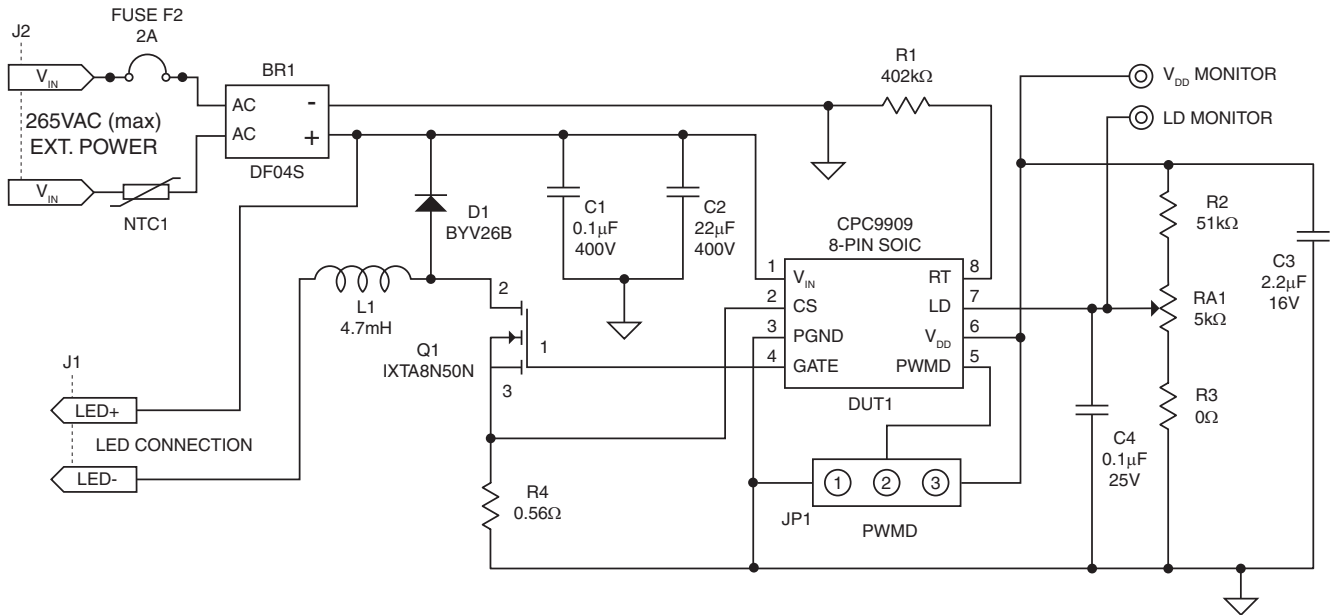 FUSE F2
2A
J2
V_IN
265VAC (max)
EXT. POWER
V_IN
NTC1
BR1
AC
-
AC
+
DF04S
R1
402kΩ
V_DD MONITOR
LD MONITOR
D1
BYV26B
C1
0.1µF
400V
C2
22µF
400V
R2
51kΩ
C3
2.2µF
16V
RA1
5kΩ
R3
0Ω
CPC9909
8-PIN SOIC
1
V_IN
RT
8
2
CS
LD
7
3
PGND
V_DD
6
4
GATE
PWMD
5
DUT1
L1
4.7mH
2
Q1
IXTA8N50N
1
3
J1
LED+
LED CONNECTION
LED-
R4
0.56Ω
1
2
3
JP1
PWMD
C4
0.1µF
25V